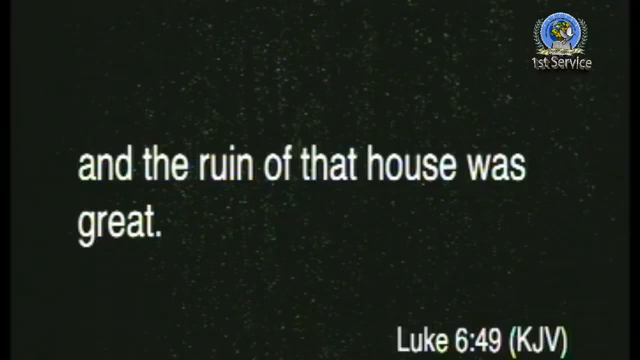 1st Service
and the ruin of that house was
great.
Luke 6:49 (KJV)